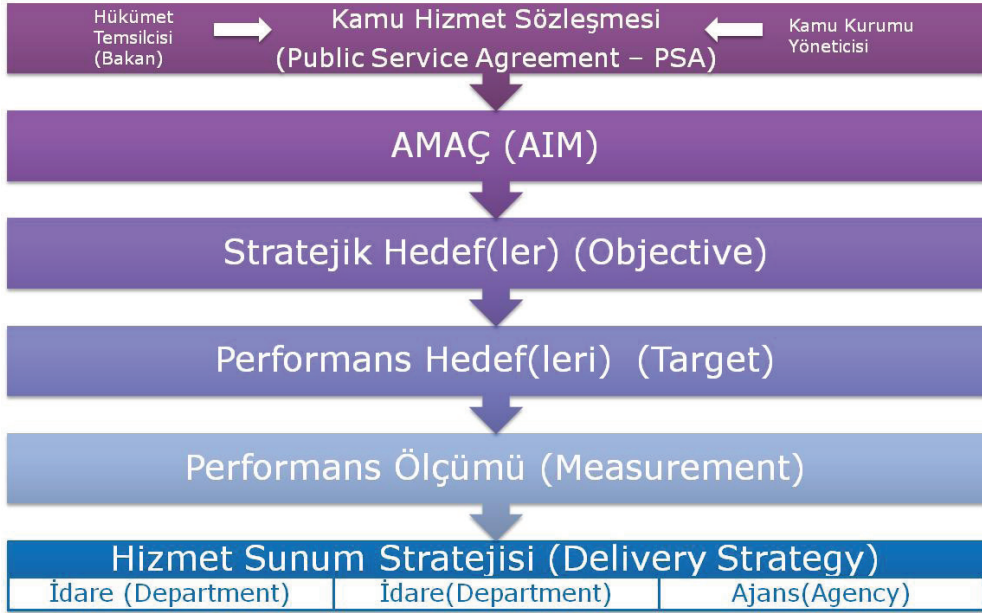 Hükümet
Temsilcisi
(Bakan)
Kamu Hizmet Sözleşmesi
(Public Service Agreement – PSA)
Kamu Kurumu
Yöneticisi
AMAÇ (AIM)
Stratejik Hedef(ler) (Objective)
Performans Hedef(leri) (Target)
Performans Ölçümü (Measurement)
Hizmet Sunum Stratejisi (Delivery Strategy)
İdare (Department)
İdare(Department)
Ajans(Agency)